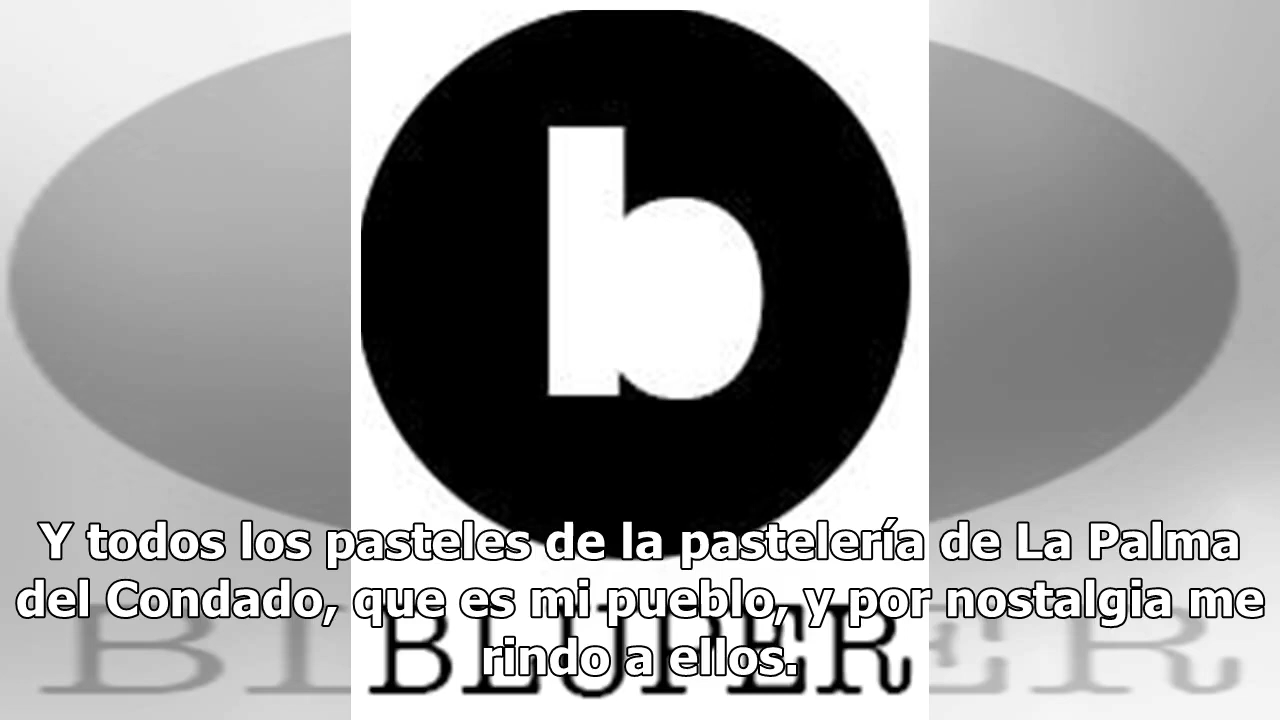 b
Y todos los pasteles de la pastelería de La Palma
del Condado, que es mi pueblo, y por nostalgia me
rindo a ellos.
BLUPER